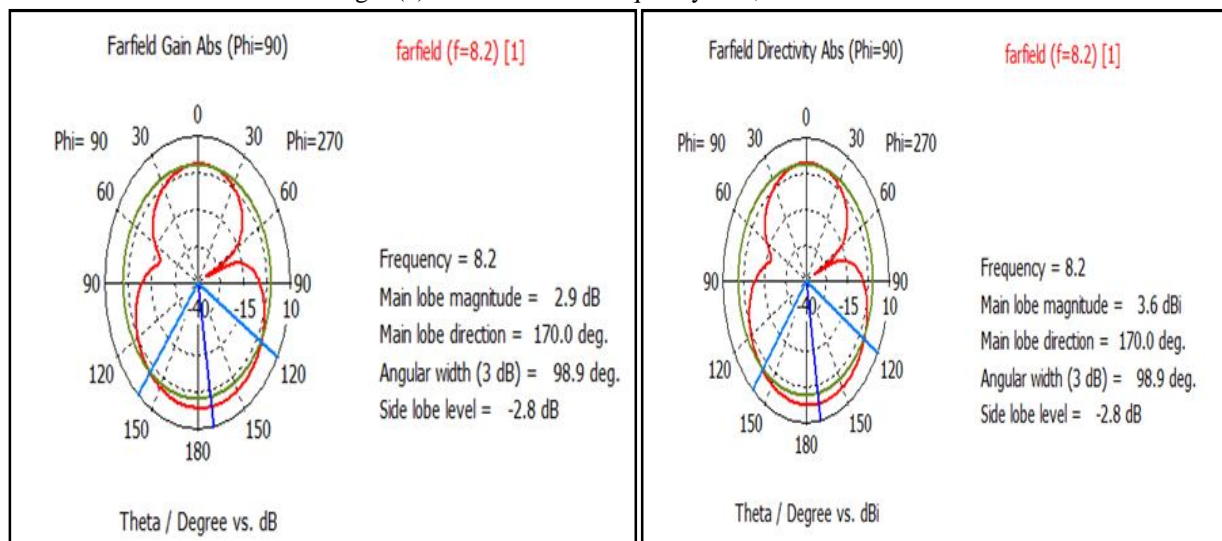 Farfield Gain Abs (Phi=90)
farfield (f=8.2) [1]
0
30
30
Phi= 90
Phi=270
60
60
90
90
-40
-15
10
120
120
150
150
180
Frequency = 8.2
Main lobe magnitude = 2.9 dB
Main lobe direction = 170.0 deg.
Angular width (3 dB) = 98.9 deg.
Side lobe level = -2.8 dB
Theta / Degree vs. dB
Farfield Directivity Abs (Phi=90)
farfield (f=8.2) [1]
0
30
30
Phi= 90
Phi=270
60
60
90
90
-40
-15
10
120
120
150
150
180
Frequency = 8.2
Main lobe magnitude = 3.6 dBi
Main lobe direction = 170.0 deg.
Angular width (3 dB) = 98.9 deg.
Side lobe level = -2.8 dB
Theta / Degree vs. dBi